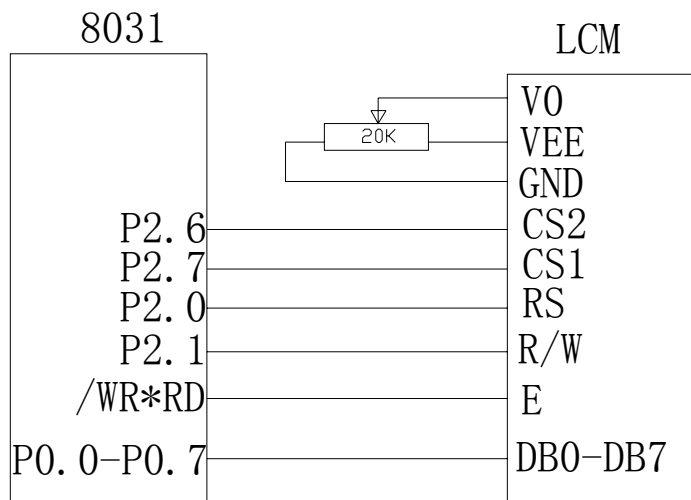 8031
LCM
V0
20K
VEE
GND
P2.6
CS2
P2.7
CS1
P2.0
RS
P2.1
R/W
/WR*RD
E
P0.0-P0.7
DB0-DB7